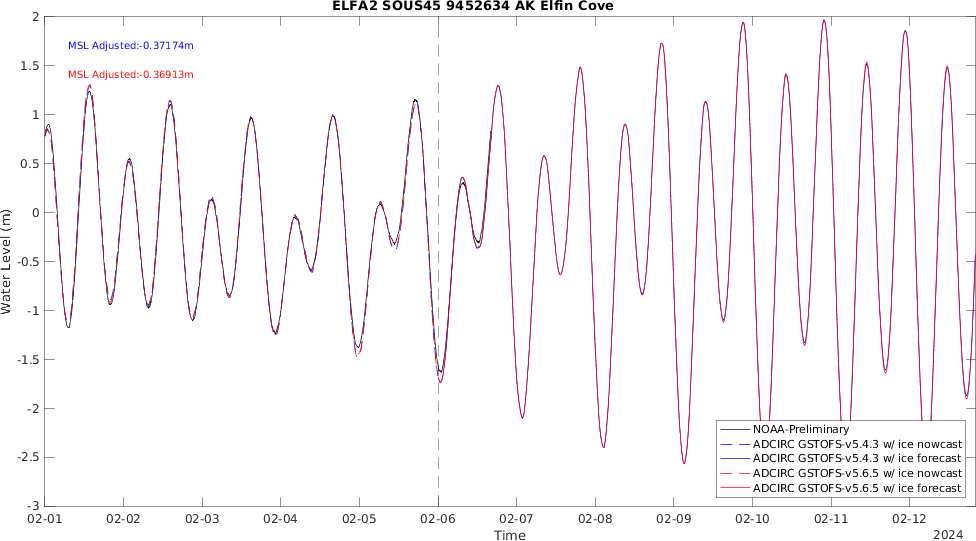 ELFA2 SOUS45 9452634 AK Elfin Cove
MSL Adjusted:-0.37174m
MSL Adjusted:-0.36913m
2
1.5
1
0.5
0
-0.5
-1
-1.5
-2
-2.5
-3
Water Level (m)
NOAA-Preliminary
ADCIRC GSTOFS-v5.4.3 w/ ice nowcast
ADCIRC GSTOFS-v5.4.3 w/ ice forecast
ADCIRC GSTOFS-v5.6.5 w/ ice nowcast
ADCIRC GSTOFS-v5.6.5 w/ ice forecast
02-01 02-02 02-03 02-04 02-05 02-06 02-07 02-08 02-09 02-10 02-11 02-12
Time
2024